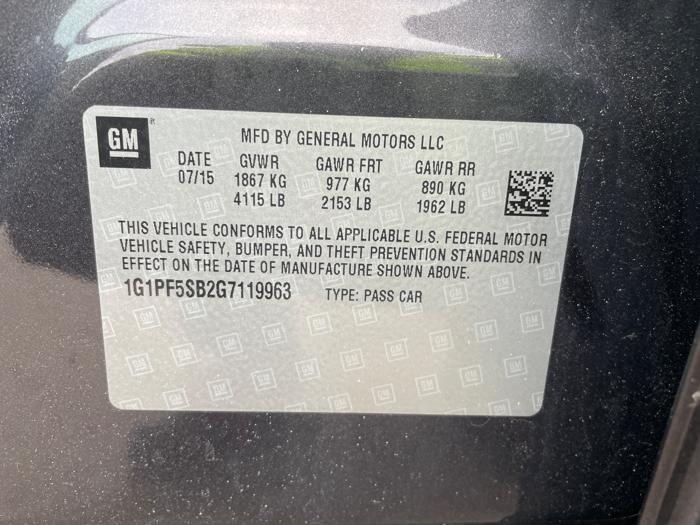 GM
MFD BY GENERAL MOTORS LLC
DATE GVWR GAWR FRT GAWR RR
07/15 1867 KG 977 KG 890 KG
4115 LB 2153 LB 1962 LB
THIS VEHICLE CONFORMS TO ALL APPLICABLE U.S. FEDERAL MOTOR
VEHICLE SAFETY, BUMPER, AND THEFT PREVENTION STANDARDS IN
EFFECT ON THE DATE OF MANUFACTURE SHOWN ABOVE.
1G1PF5SB2G7119963 TYPE: PASS CAR